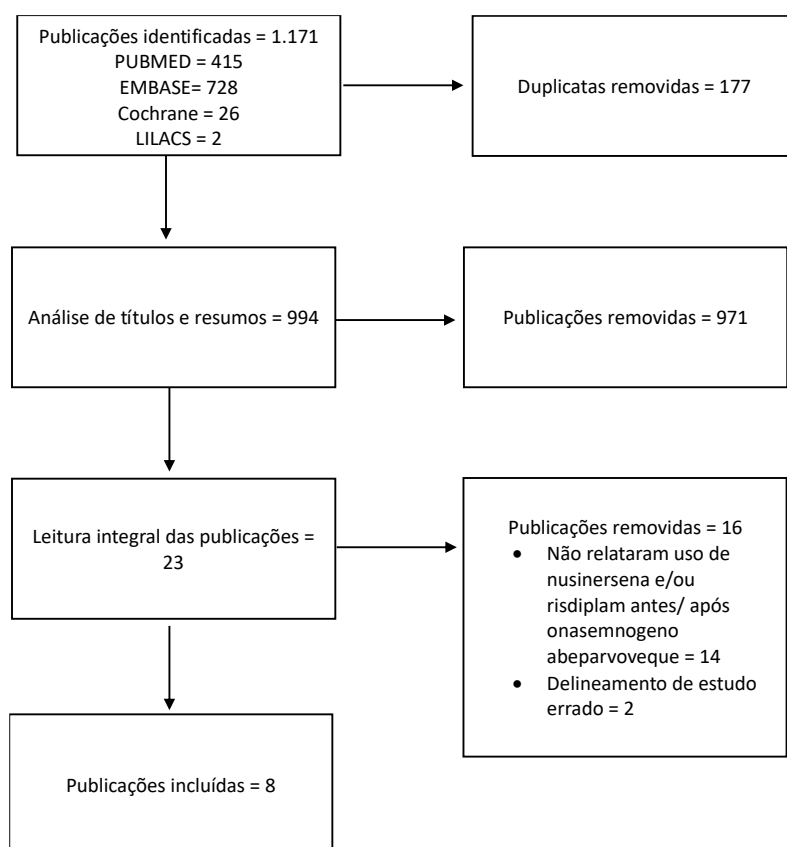 Publicações identificadas = 1.171
PUBMED = 415
EMBASE= 728
Cochrane = 26
LILACS = 2
Duplicatas removidas = 177
Análise de títulos e resumos = 994
Publicações removidas = 971
Leitura integral das publicações =
23
Publicações removidas = 16
• Não relataram uso de
nusinersena e/ou
risdiplam antes/ após
onasemnogeno
abeparvoveque = 14
• Delineamento de estudo
errado = 2
Publicações incluídas = 8